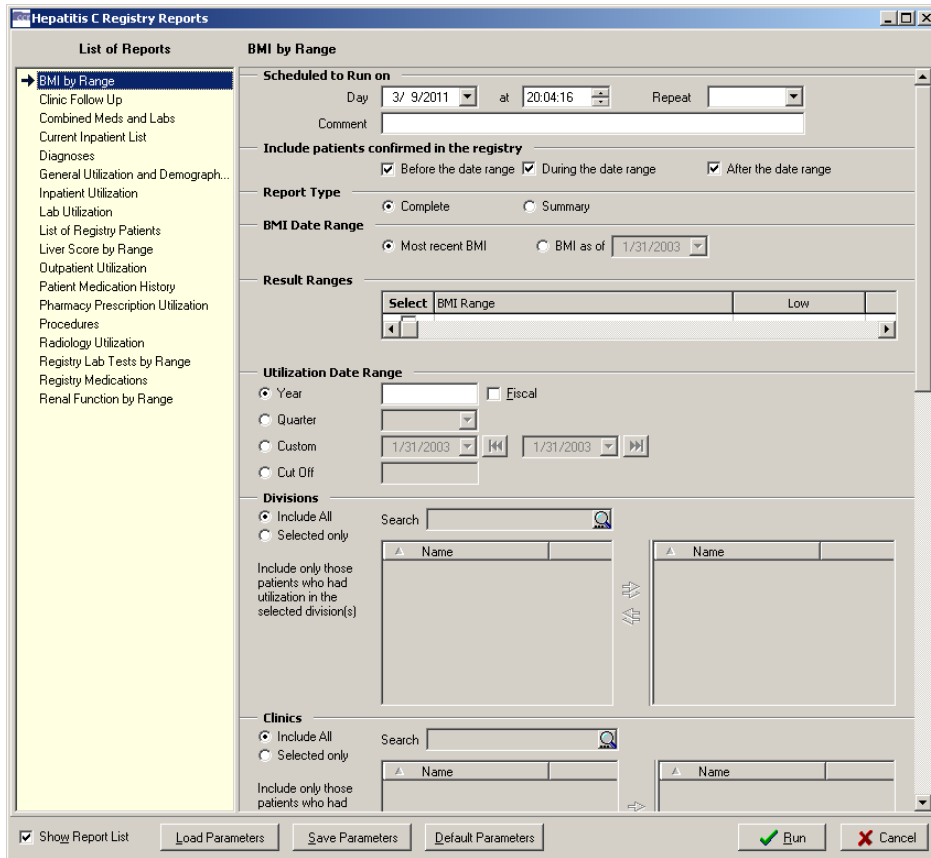 Hepatitis C Registry Reports
List of Reports
BMI by Range
BMI by Range
Clinic Follow Up
Combined Meds and Labs
Current Inpatient List
Diagnoses
General Utilization and Demograph...
Inpatient Utilization
Lab Utilization
List of Registry Patients
Liver Score by Range
Outpatient Utilization
Patient Medication History
Pharmacy Prescription Utilization
Procedures
Radiology Utilization
Registry Lab Tests by Range
Registry Medications
Renal Function by Range
Scheduled to Run on
Day 3/ 9/2011 at 20:04:16 Repeat
Comment
Include patients confirmed in the registry
Before the date range During the date range After the date range
Report Type
Complete Summary
BMI Date Range
Most recent BMI BMI as of 1/31/2003
Result Ranges
Select BMI Range Low
Utilization Date Range
Year Fiscal
Quarter
Custom 1/31/2003 1/31/2003
Cut Off
Divisions
Include All Search
Selected only
Name Name
Include only those
patients who had
utilization in the
selected division(s)
Clinics
Include All Search
Selected only
Name Name
Include only those
patients who had
Show Report List Load Parameters Save Parameters Default Parameters Run Cancel